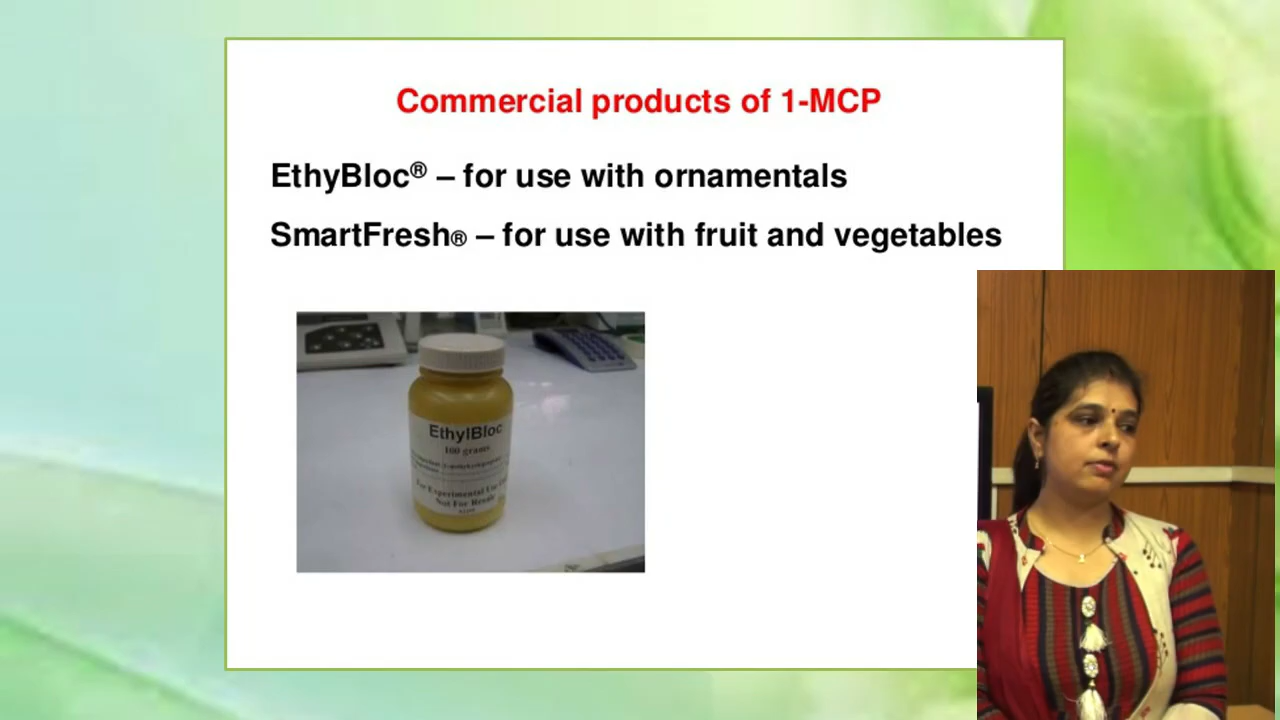 Commercial products of 1-MCP
EthyBloc® – for use with ornamentals
SmartFresh® – for use with fruit and vegetables
EthylBloc
100 grams
For Experimental Use
Not For Resale